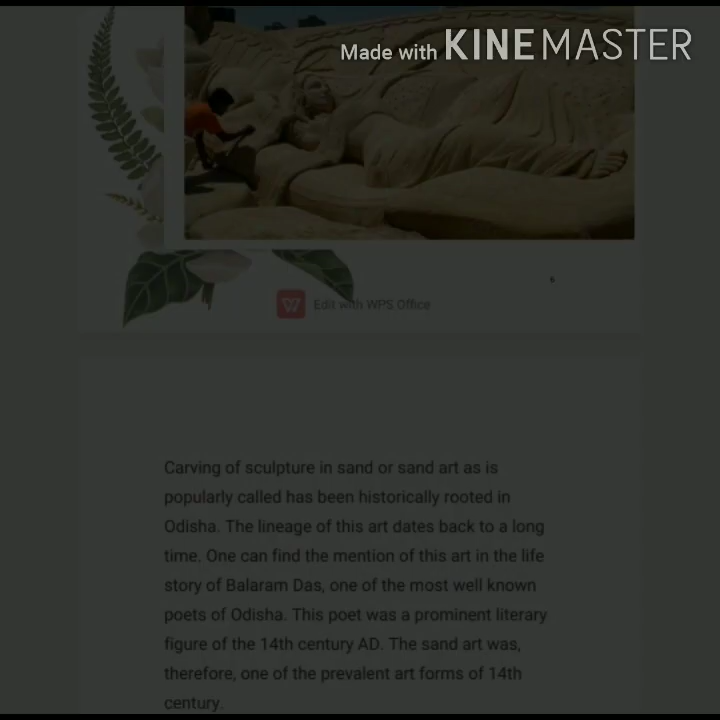 Made with KINEMASTER
Edit with WPS Office
Carving of sculpture in sand or sand art as is
popularly called has been historically rooted in
Odisha. The lineage of this art dates back to a long
time. One can find the mention of this art in the life
story of Balaram Das, one of the most well known
poets of Odisha. This poet was a prominent literary
figure of the 14th century AD. The sand art was,
therefore, one of the prevalent art forms of 14th
century.